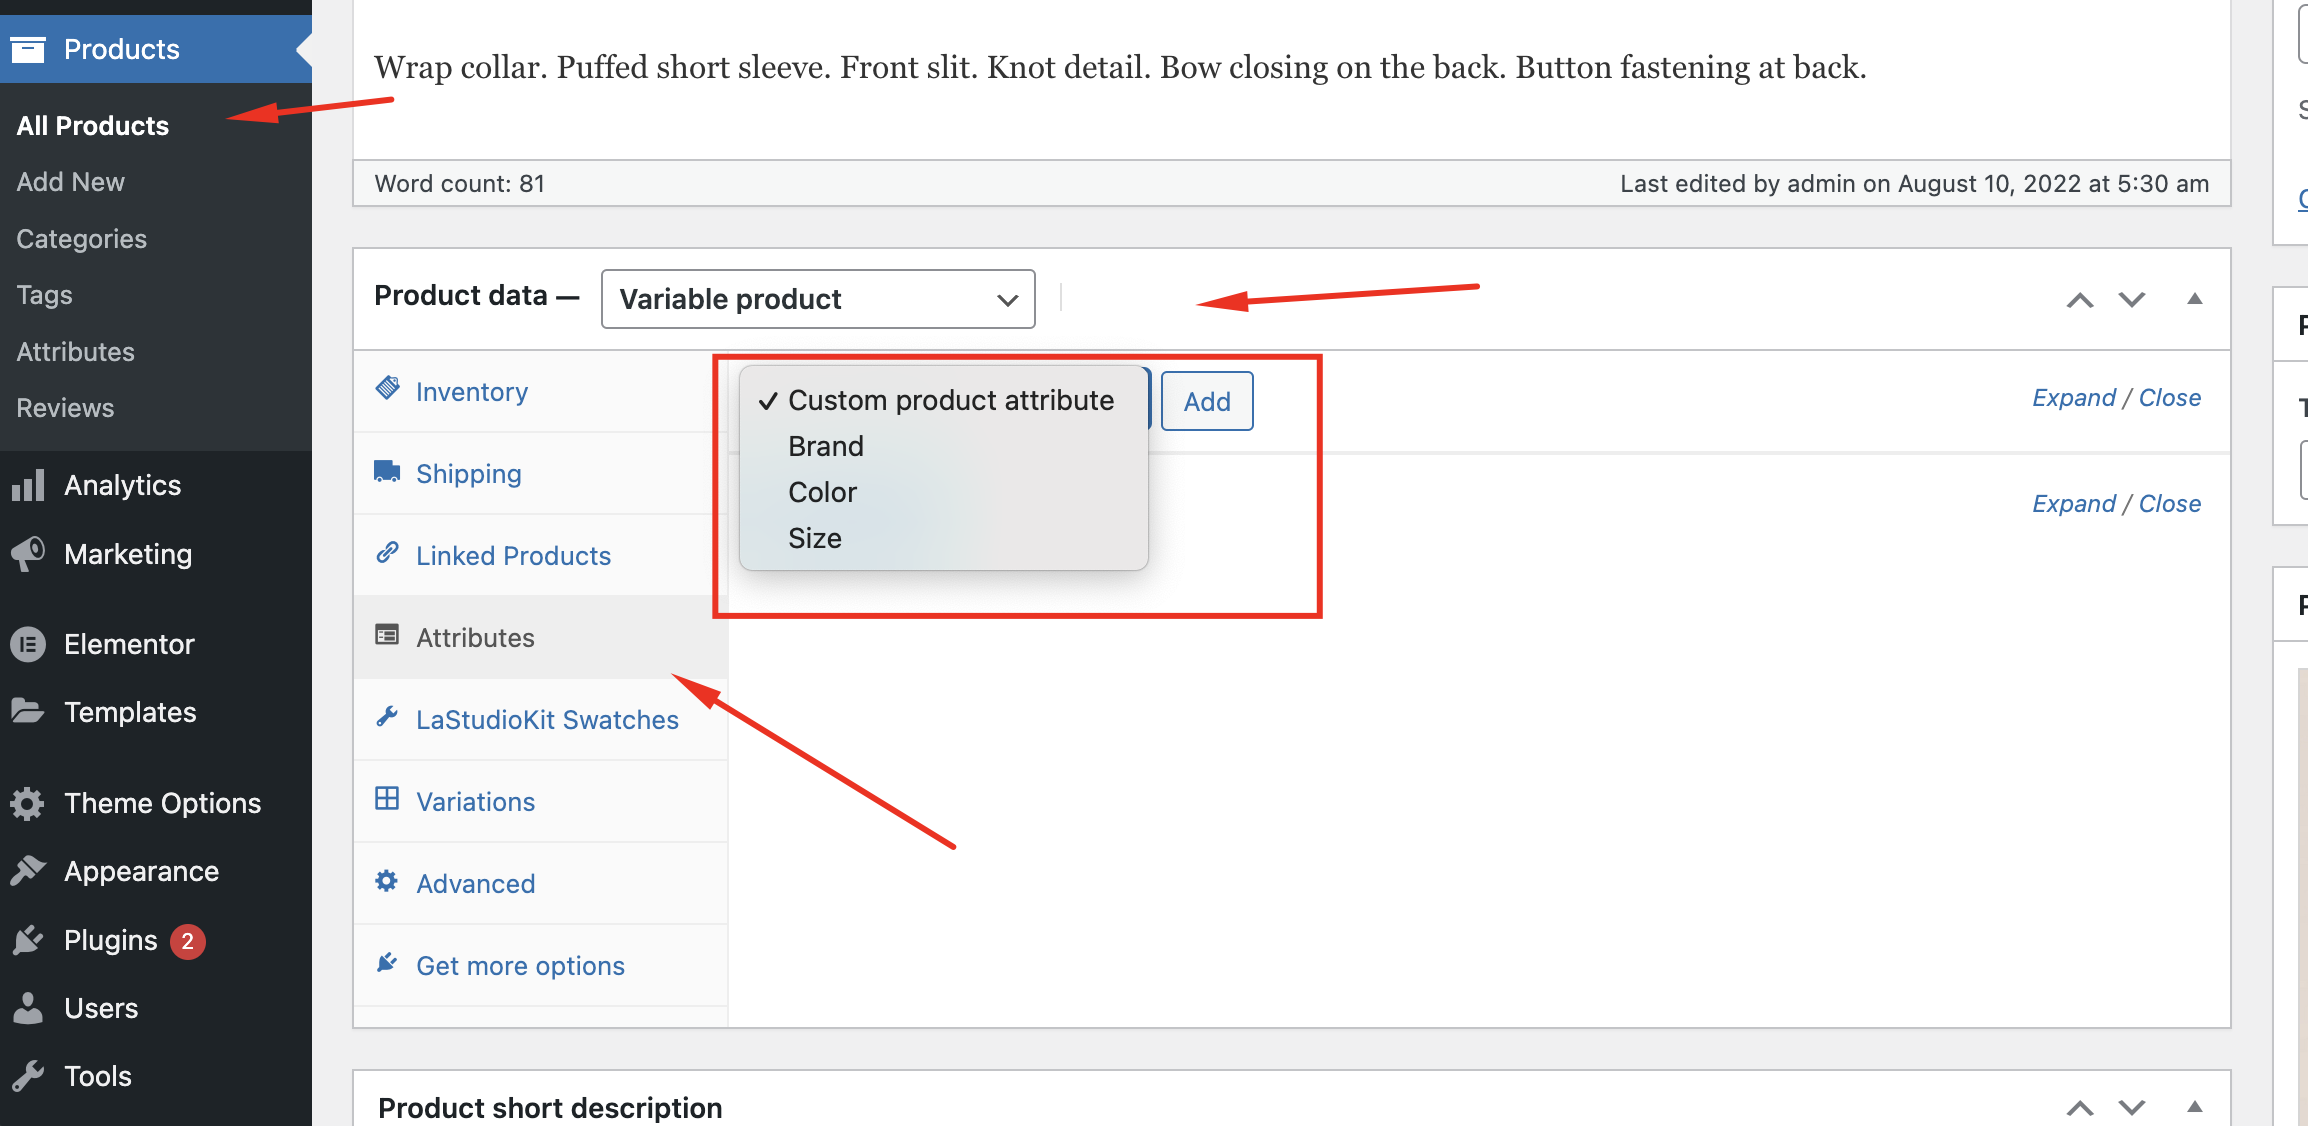 Products
All Products
Add New
Categories
Tags
Attributes
Reviews
Analytics
Marketing
Elementor
Templates
Theme Options
Appearance
Plugins 2
Users
Tools
Wrap collar. Puffed short sleeve. Front slit. Knot detail. Bow closing on the back. Button fastening at back.
Word count: 81
Last edited by admin on August 10, 2022 at 5:30 am
Product data — Variable product
Inventory
Shipping
Linked Products
Attributes
LaStudioKit Swatches
Variations
Advanced
Get more options
✓ Custom product attribute
Brand
Color
Size
Add
Expand / Close
Expand / Close
Product short description